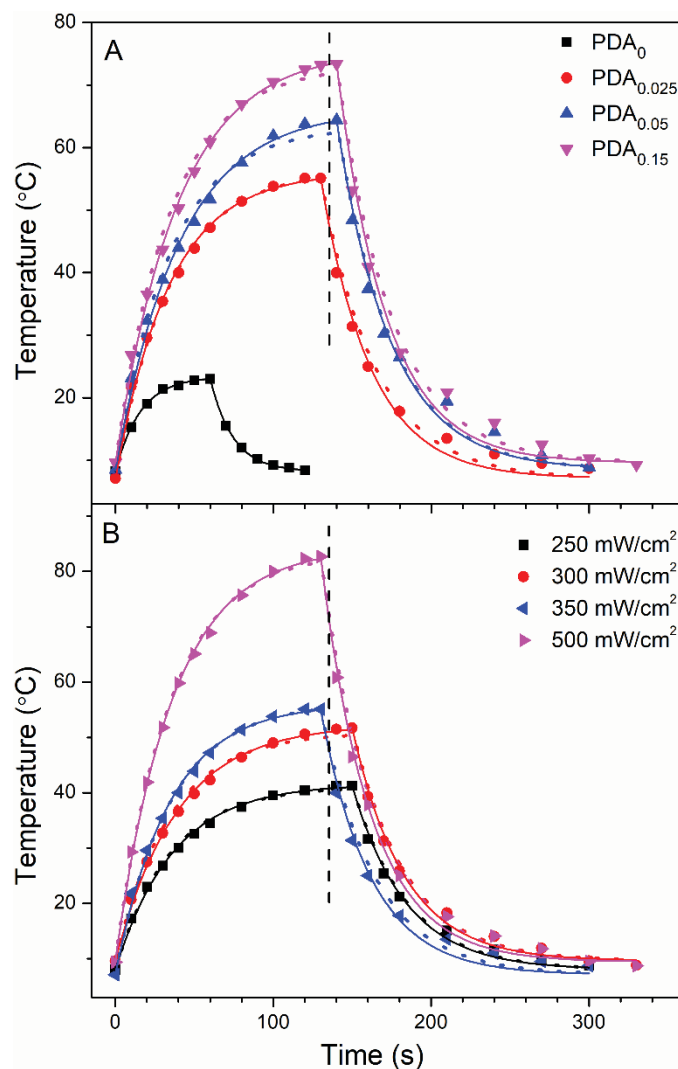 A
PDA0
PDA0.025
PDA0.05
PDA0.15
80
60
40
20
Temperature (°C)
B
250 mW/cm²
300 mW/cm²
350 mW/cm²
500 mW/cm²
80
60
40
20
Temperature (°C)
0 100 200 300
Time (s)